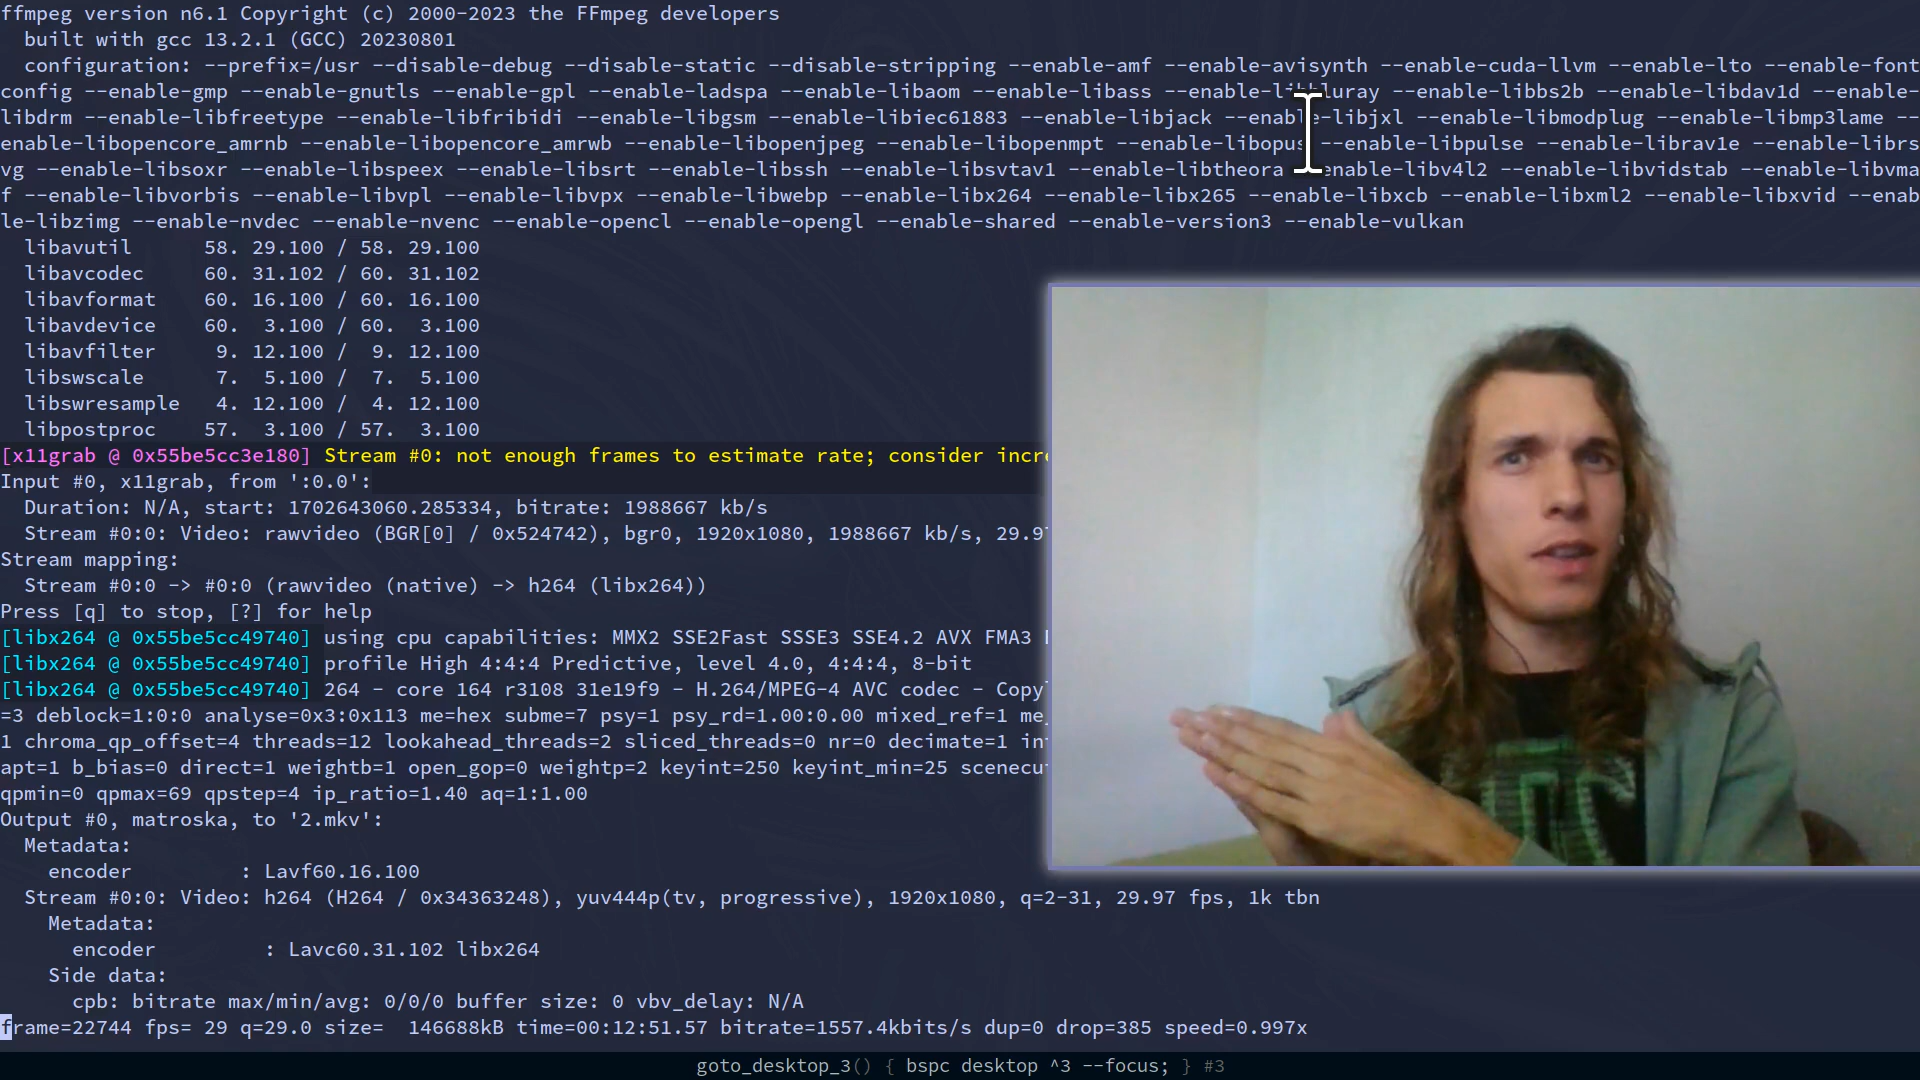 ffmpeg version n6.1 Copyright (c) 2000-2023 the FFmpeg developers
  built with gcc 13.2.1 (GCC) 20230801
  configuration: --prefix=/usr --disable-debug --disable-static --disable-stripping --enable-amf --enable-avisynth --enable-cuda-llvm --enable-lto --enable-font
config --enable-gmp --enable-gnutls --enable-gpl --enable-ladspa --enable-libaom --enable-libass --enable-libbluray --enable-libbs2b --enable-libdav1d --enable-
libdrm --enable-libfreetype --enable-libfribidi --enable-libgsm --enable-libiec61883 --enable-libjack --enable-libjxl --enable-libmodplug --enable-libmp3lame --
enable-libopencore_amrnb --enable-libopencore_amrwb --enable-libopenjpeg --enable-libopenmpt --enable-libopus --enable-libpulse --enable-librav1e --enable-librs
vg --enable-libsoxr --enable-libspeex --enable-libsrt --enable-libssh --enable-libsvtav1 --enable-libtheora --enable-libv4l2 --enable-libvidstab --enable-libvma
f --enable-libvorbis --enable-libvpl --enable-libvpx --enable-libwebp --enable-libx264 --enable-libx265 --enable-libxcb --enable-libxml2 --enable-libxvid --enab
le-libzimg --enable-nvdec --enable-nvenc --enable-opencl --enable-opengl --enable-shared --enable-version3 --enable-vulkan
  libavutil      58. 29.100 / 58. 29.100
  libavcodec     60. 31.102 / 60. 31.102
  libavformat    60. 16.100 / 60. 16.100
  libavdevice    60.  3.100 / 60.  3.100
  libavfilter     9. 12.100 /  9. 12.100
  libswscale      7.  5.100 /  7.  5.100
  libswresample   4. 12.100 /  4. 12.100
  libpostproc    57.  3.100 / 57.  3.100
[x11grab @ 0x55be5cc3e180] Stream #0: not enough frames to estimate rate; consider incre
Input #0, x11grab, from ':0.0':
  Duration: N/A, start: 1702643060.285334, bitrate: 1988667 kb/s
  Stream #0:0: Video: rawvideo (BGR[0] / 0x524742), bgr0, 1920x1080, 1988667 kb/s, 29.97
Stream mapping:
  Stream #0:0 -> #0:0 (rawvideo (native) -> h264 (libx264))
Press [q] to stop, [?] for help
[libx264 @ 0x55be5cc49740] using cpu capabilities: MMX2 SSE2Fast SSSE3 SSE4.2 AVX FMA3
[libx264 @ 0x55be5cc49740] profile High 4:4:4 Predictive, level 4.0, 4:4:4, 8-bit
[libx264 @ 0x55be5cc49740] 264 - core 164 r3108 31e19f9 - H.264/MPEG-4 AVC codec - Copy
=3 deblock=1:0:0 analyse=0x3:0x113 me=hex subme=7 psy=1 psy_rd=1.00:0.00 mixed_ref=1 me_
1 chroma_qp_offset=4 threads=12 lookahead_threads=2 sliced_threads=0 nr=0 decimate=1 in
apt=1 b_bias=0 direct=1 weightb=1 open_gop=0 weightp=2 keyint=250 keyint_min=25 scenecu
qpmin=0 qpmax=69 qpstep=4 ip_ratio=1.40 aq=1:1.00
Output #0, matroska, to '2.mkv':
  Metadata:
    encoder         : Lavf60.16.100
  Stream #0:0: Video: h264 (H264 / 0x34363248), yuv444p(tv, progressive), 1920x1080, q=2-31, 29.97 fps, 1k tbn
    Metadata:
      encoder         : Lavc60.31.102 libx264
    Side data:
      cpb: bitrate max/min/avg: 0/0/0 buffer size: 0 vbv_delay: N/A
frame=22744 fps= 29 q=29.0 size=  146688kB time=00:12:51.57 bitrate=1557.4kbits/s dup=0 drop=385 speed=0.997x
goto_desktop_3() { bspc desktop ^3 --focus; } #3